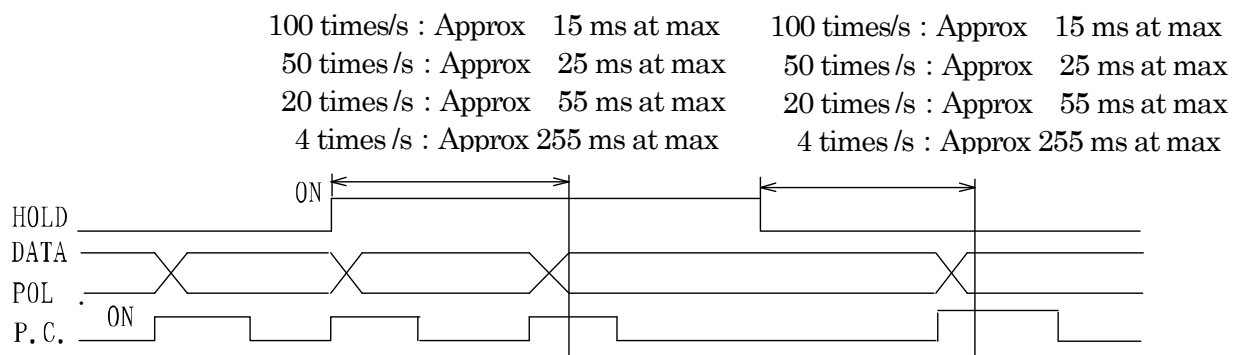 100 times/s : Approx 15 ms at max 100 times/s : Approx 15 ms at max
50 times /s : Approx 25 ms at max 50 times /s : Approx 25 ms at max
20 times /s : Approx 55 ms at max 20 times /s : Approx 55 ms at max
4 times /s : Approx 255 ms at max 4 times /s : Approx 255 ms at max
ON
HOLD
DATA
POL .
ON
P.C.